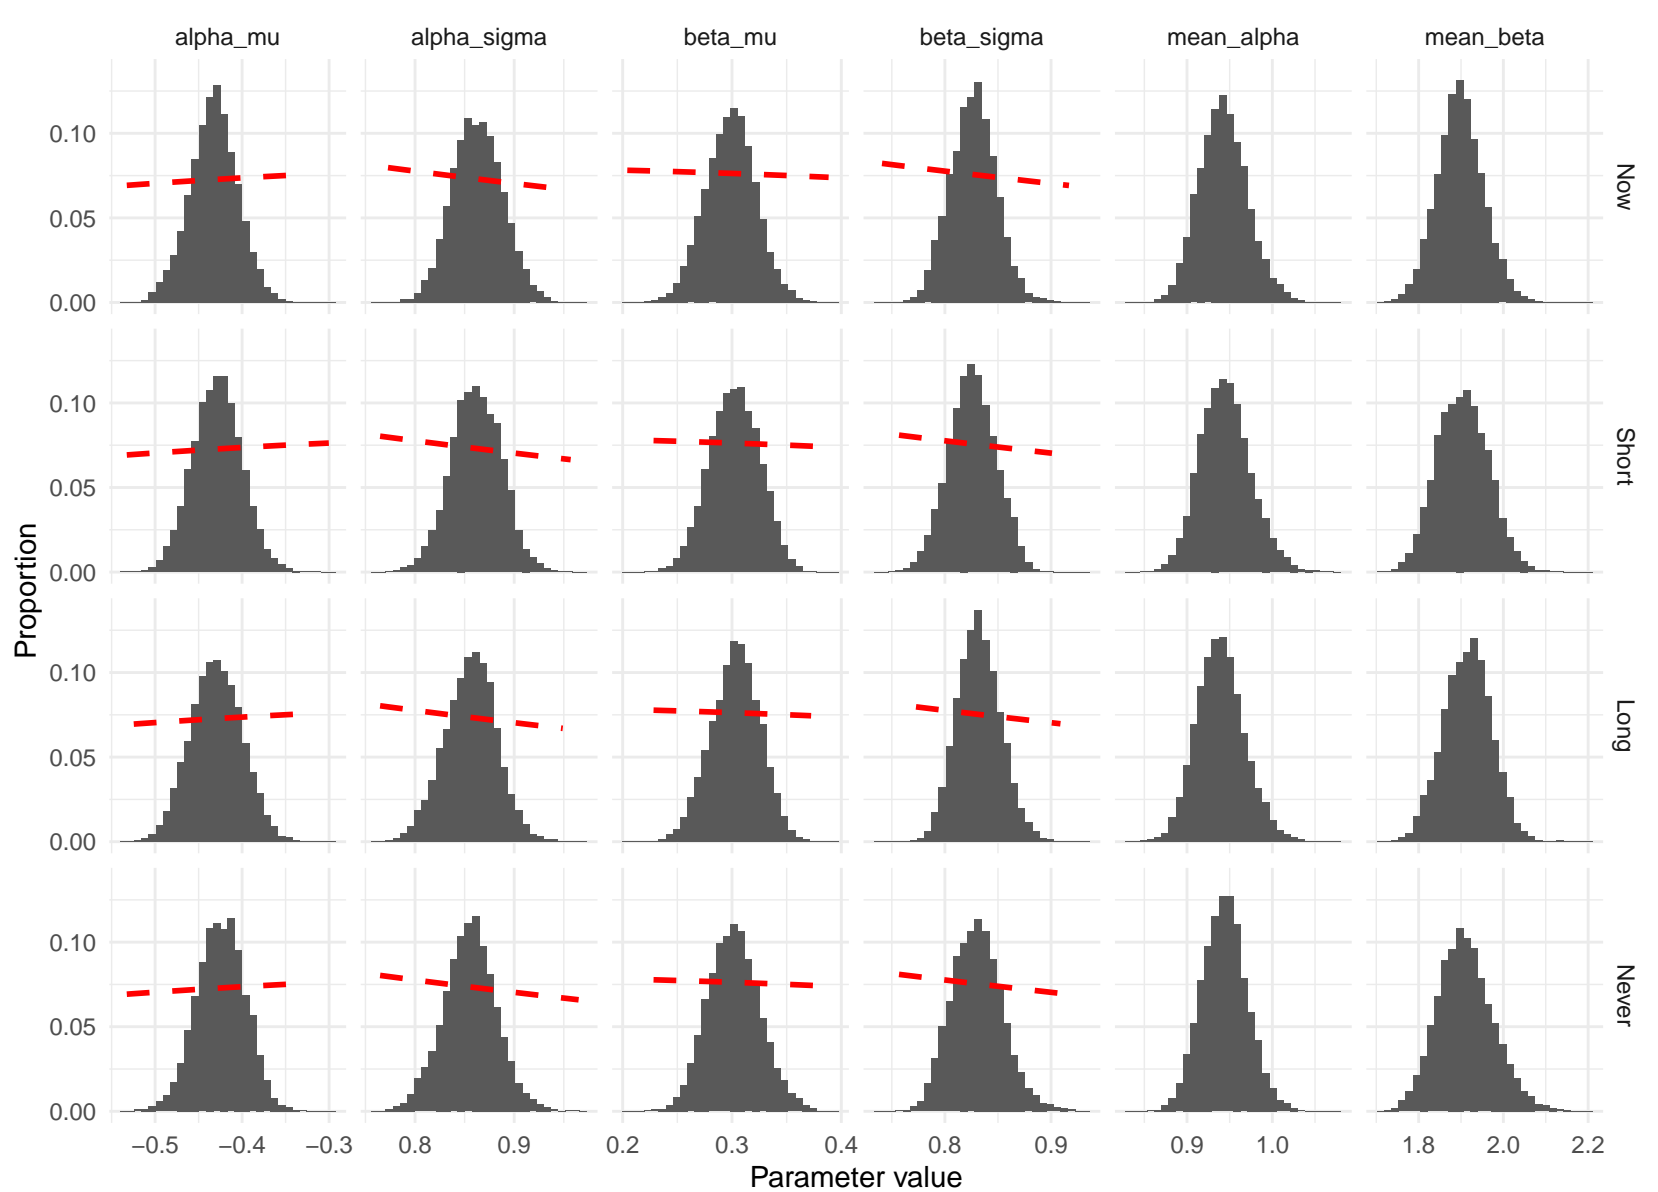 alpha_mu alpha_sigma beta_mu beta_sigma mean_alpha mean_beta
Proportion
0.10
0.05
0.00
Now
0.10
0.05
0.00
Short
0.10
0.05
0.00
Long
0.10
0.05
0.00
Never
−0.5 −0.4 −0.3 0.8 0.9 0.2 0.3 0.4 0.8 0.9 0.9 1.0 1.8 2.0 2.2
Parameter value